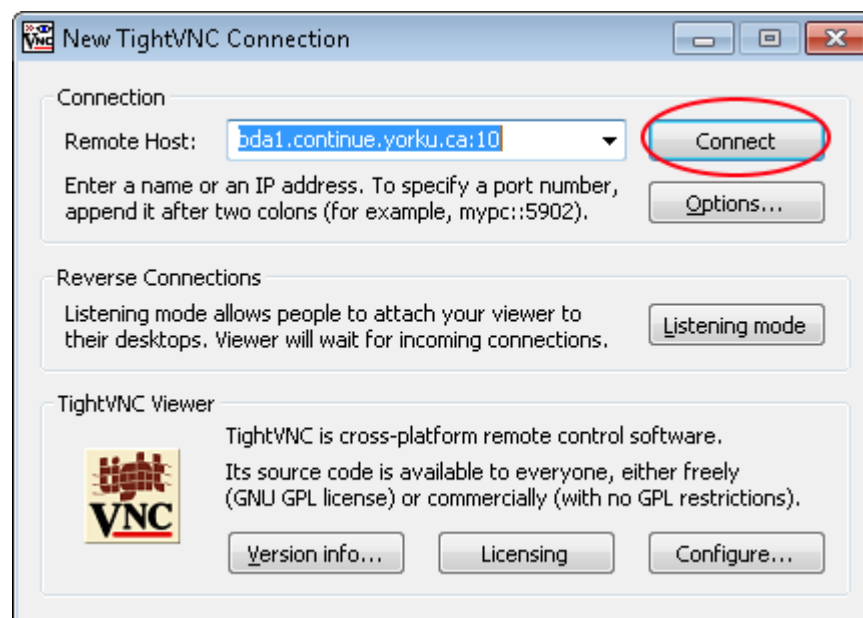 New TightVNC Connection
Connection
Remote Host: bda1.continue.yorku.ca:10 Connect
Enter a name or an IP address. To specify a port number,
append it after two colons (for example, mypc::5902).
Options...
Reverse Connections
Listening mode allows people to attach your viewer to
their desktops. Viewer will wait for incoming connections.
Listening mode
TightVNC Viewer
TightVNC is cross-platform remote control software.
Its source code is available to everyone, either freely
(GNU GPL license) or commercially (with no GPL restrictions).
tight
VNC
Version info... Licensing Configure...